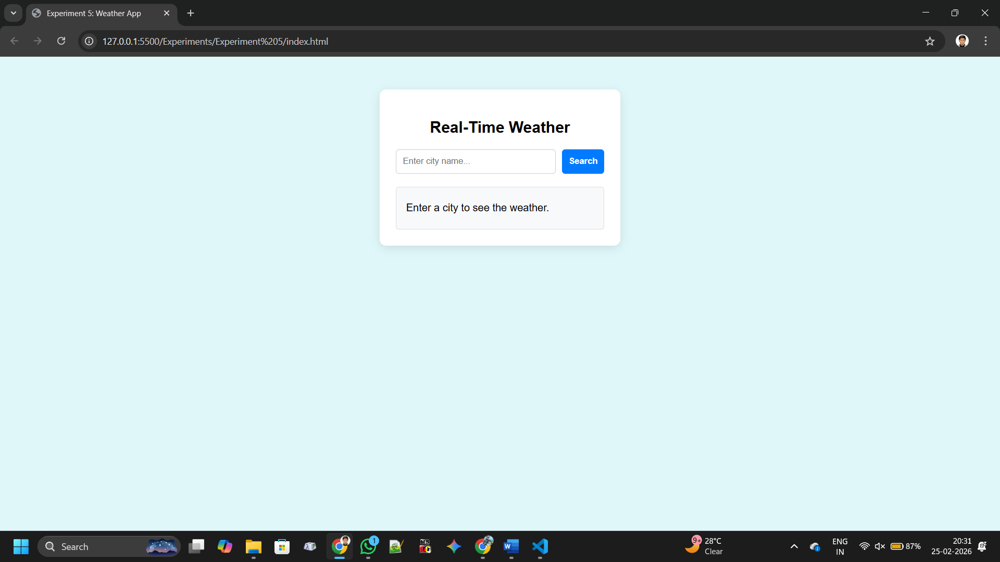 Experiment 5: Weather App
127.0.0.1:5500/Experiments/Experiment%205/index.html
Real-Time Weather
Enter city name...
Search
Enter a city to see the weather.
Search
1
MS
9+
28°C
Clear
ENG
IN
87%
20:31
25-02-2026